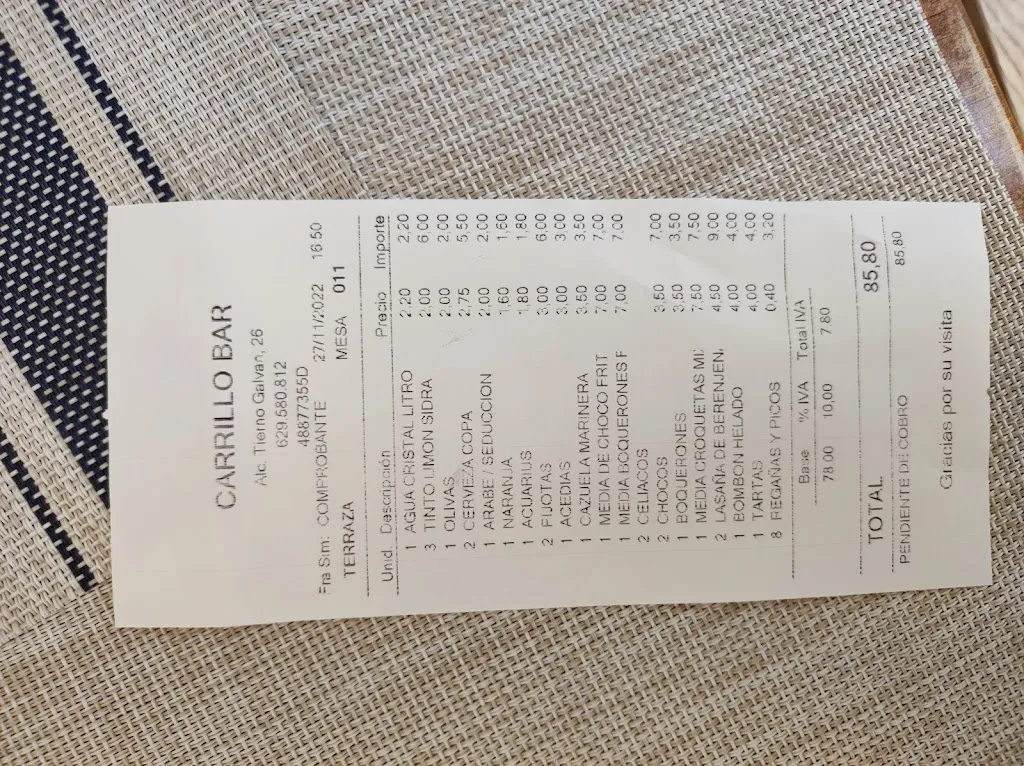 CARRILLO BAR
Alc. Tierno Galvan, 26
629.580.812
48877355D
Fra Sim: COMPROBANTE 27/11/2022 16:50
TERRAZA MESA 011
Unid. Descripción Precio Importe
1 AGUA CRISTAL LITRO 2,20 2,20
3 TINTO LIMON SIDRA 2,00 6,00
1 OLIVAS 2,00 2,00
2 CERVEZA COPA 2,75 5,50
1 ARABE / SEDUCCION 2,00 2,00
1 NARANJA 1,60 1,60
1 ACUARIUS 1,80 1,80
2 PIJOTAS 3,00 6,00
1 ACEDIAS 3,00 3,00
1 CAZUELA MARINERA 3,50 3,50
1 MEDIA DE CHOCO FRIT 7,00 7,00
1 MEDIA BOQUERONES F 7,00 7,00
2 CELIACOS
2 CHOCOS 3,50 7,00
1 BOQUERONES 3,50 3,50
1 MEDIA CROQUETAS MI: 7,50 7,50
2 LASAÑA DE BERENJEN, 4,50 9,00
1 BOMBON HELADO 4,00 4,00
1 TARTAS 4,00 4,00
8 REGAÑAS Y PICOS 0,40 3,20
Base % IVA Total IVA
78,00 10,00 7,80
TOTAL 85,80
PENDIENTE DE COBRO 85,80
Gracias por su visita